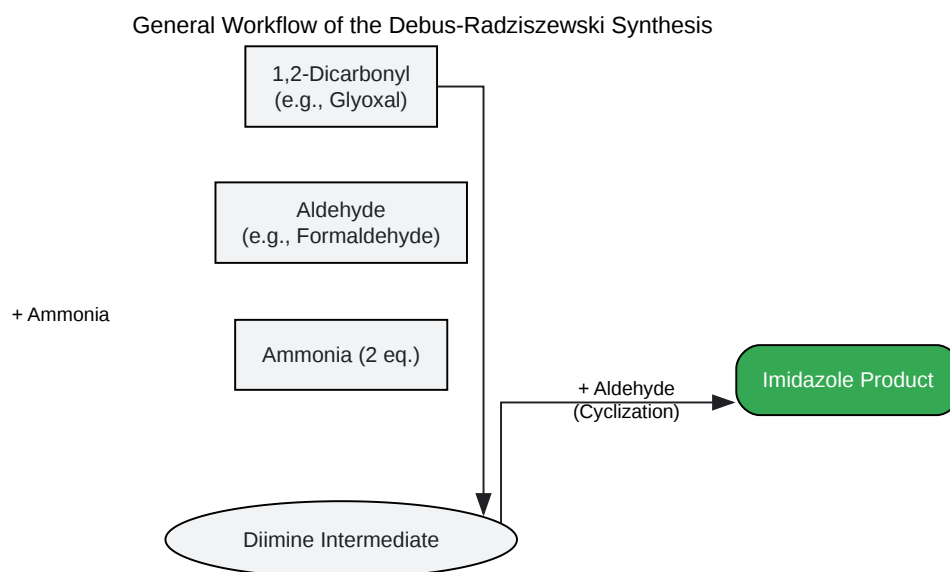 General Workflow of the Debus-Radziszewski Synthesis
1,2-Dicarbonyl
(e.g., Glyoxal)
Aldehyde
(e.g., Formaldehyde)
+ Ammonia
Ammonia (2 eq.)
+ Aldehyde
(Cyclization)
Imidazole Product
Diimine Intermediate